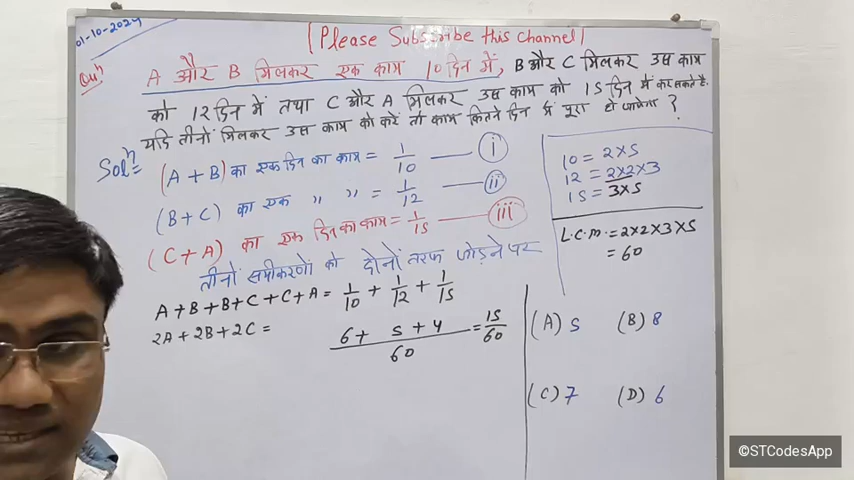 01-10-2024
(Please Subscribe this channel)
Quⁿ A और B मिलकर एक काम 10 दिन में, B और C मिलकर उस काम
को 12 दिन में तथा C और A मिलकर उस काम को 15 दिन में कर सकते है.
यदि तीनों मिलकर उस काम को करें तो काम कितने दिन में पूरा हो जायेगा ?
Solⁿ= (A + B) का एक दिन का काम = 1/10 — (i)
(B + C) का एक " " = 1/12 — (ii)
(C + A) का एक दिन का काम = 1/15 — (iii)
तीनों समीकरणों को दोनों तरफ जोड़ने पर
A + B + B + C + C + A = 1/10 + 1/12 + 1/15
2A + 2B + 2C = 6 + 5 + 4/60 = 15/60
10 = 2 × 5
12 = 2 × 2 × 3
15 = 3 × 5
L.C.M. = 2 × 2 × 3 × 5
= 60
(A) 5 (B) 8
(C) 7 (D) 6
©STCodesApp